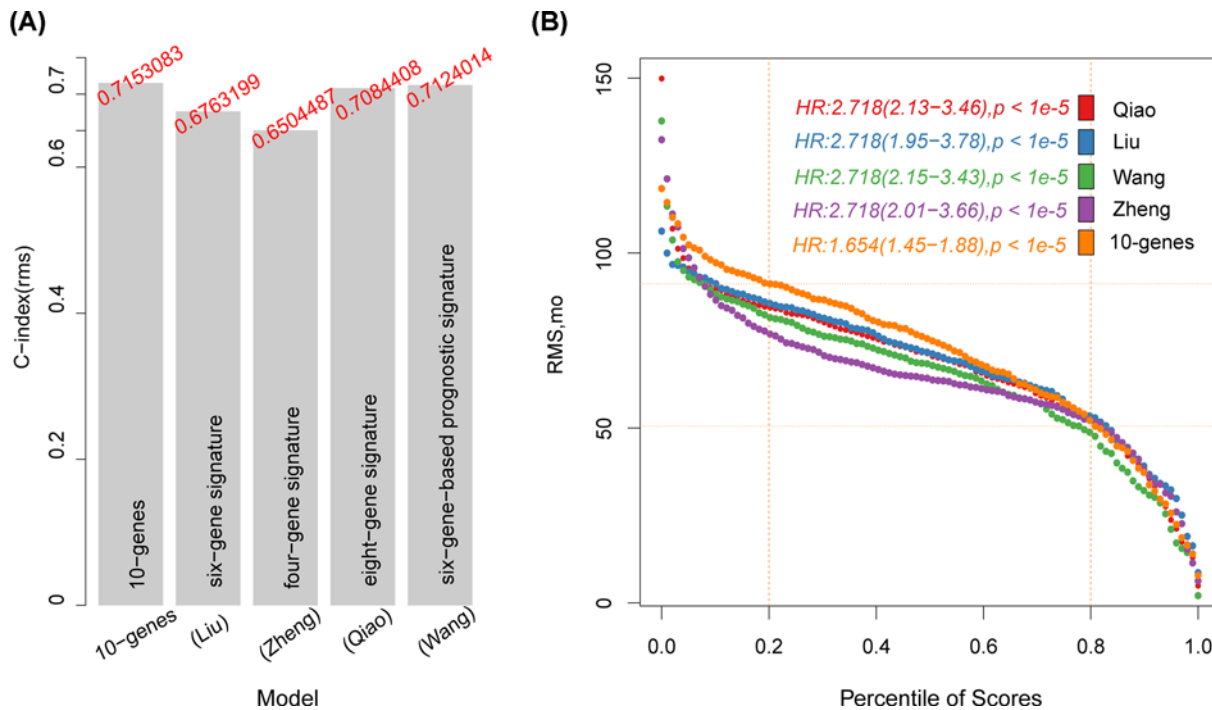 (A)
C−index(rms)
0.7
0.6
0.4
0.2
0
0.7153083
0.6763199
0.6504487
0.7084408
0.7124014
10−genes
six−gene signature
four−gene signature
eight−gene signature
six−gene−based prognostic signature
10−genes
(Liu)
(Zheng)
(Qiao)
(Wang)
Model
(B)
RMS,mo
150
100
50
0
HR:2.718(2.13−3.46),p < 1e-5 Qiao
HR:2.718(1.95−3.78),p < 1e-5 Liu
HR:2.718(2.15−3.43),p < 1e-5 Wang
HR:2.718(2.01−3.66),p < 1e-5 Zheng
HR:1.654(1.45−1.88),p < 1e-5 10−genes
0.0 0.2 0.4 0.6 0.8 1.0
Percentile of Scores